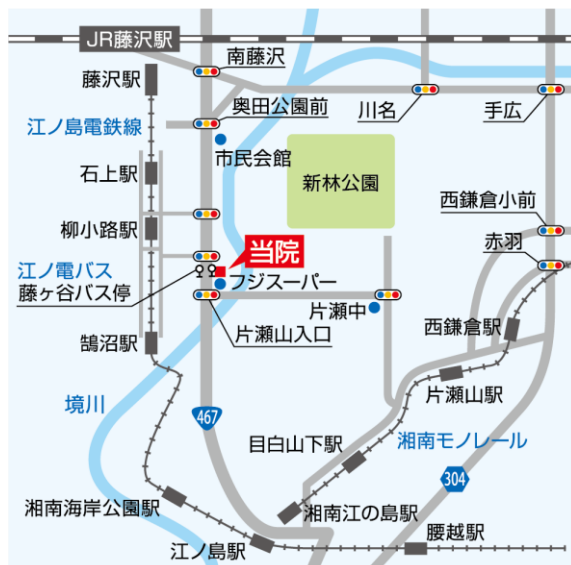 JR藤沢駅
南藤沢
藤沢駅
奥田公園前
川名
手広
江ノ島電鉄線
市民会館
石上駅
新林公園
西鎌倉小前
柳小路駅
赤羽
当院
江ノ電バス
藤ヶ谷バス停
フジスーパー
片瀬中
片瀬山入口
西鎌倉駅
鵠沼駅
片瀬山駅
境川
467
目白山下駅
湘南モノレール
304
湘南海岸公園駅
湘南江の島駅
腰越駅
江ノ島駅